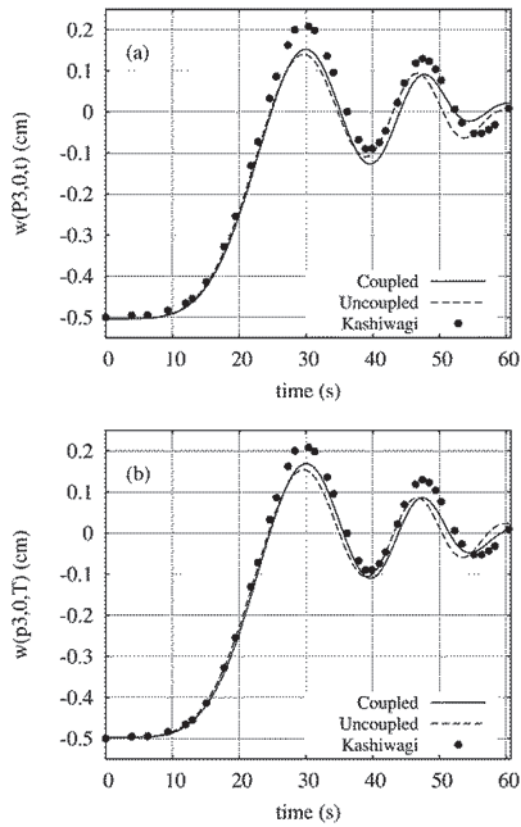 (a)
w(P3,0,t) (cm)
0.2
0.1
0
-0.1
-0.2
-0.3
-0.4
-0.5
Coupled
Uncoupled
Kashiwagi
0 10 20 30 40 50 60
time (s)
(b)
w(p3,0,T) (cm)
0.2
0.1
0
-0.1
-0.2
-0.3
-0.4
-0.5
Coupled
Uncoupled
Kashiwagi
0 10 20 30 40 50 60
time (s)